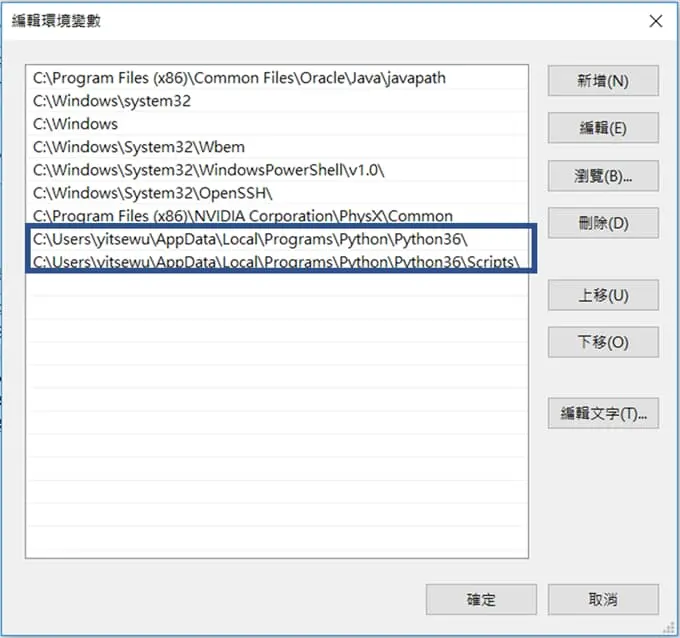 編輯環境變數
C:\Program Files (x86)\Common Files\Oracle\Java\javapath
C:\Windows\system32
C:\Windows
C:\Windows\System32\Wbem
C:\Windows\System32\WindowsPowerShell\v1.0\
C:\Windows\System32\OpenSSH\
C:\Program Files (x86)\NVIDIA Corporation\PhysX\Common
C:\Users\yitsewu\AppData\Local\Programs\Python\Python36\
C:\Users\yitsewu\AppData\Local\Programs\Python\Python36\Scripts\
新增(N)
編輯(E)
瀏覽(B)...
刪除(D)
上移(U)
下移(O)
編輯文字(T)...
確定
取消